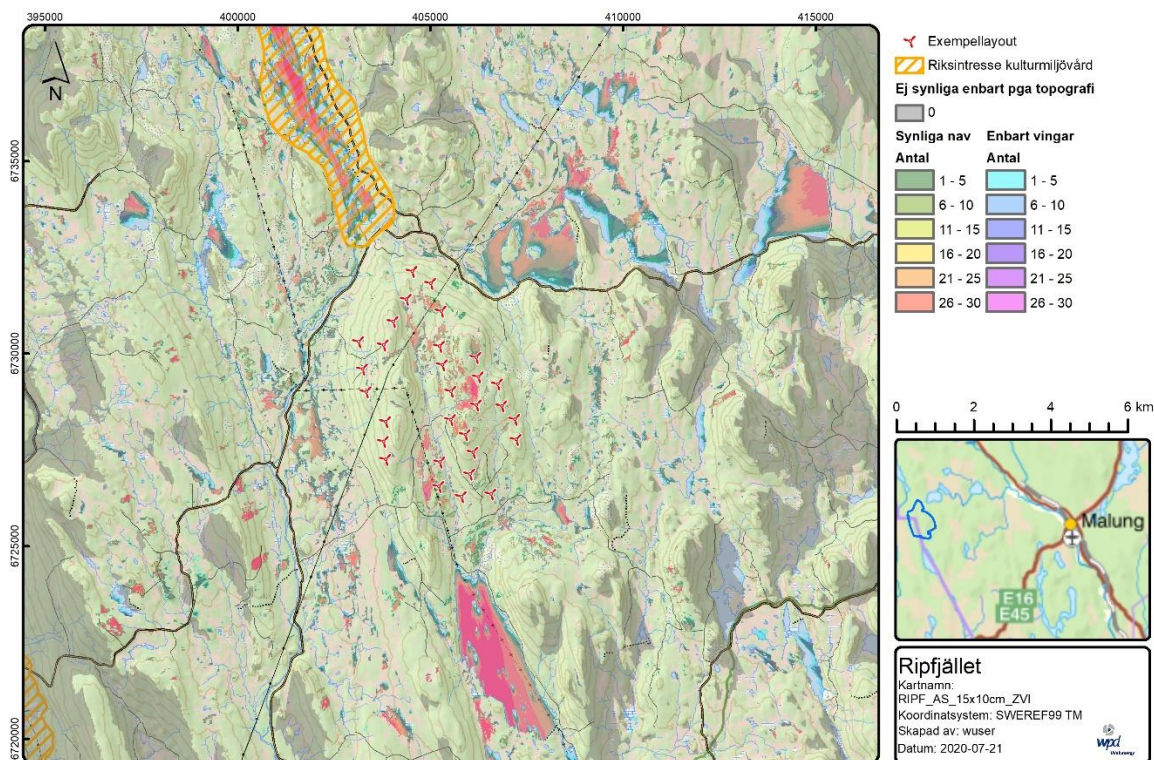 395000 400000 405000 410000 415000
6735000
6730000
6725000
6720000
N
Exempellayout
Riksintresse kulturmiljövård
Ej synliga enbart pga topografi
0
Synliga nav Enbart vingar
Antal Antal
1 - 5 1 - 5
6 - 10 6 - 10
11 - 15 11 - 15
16 - 20 16 - 20
21 - 25 21 - 25
26 - 30 26 - 30
0 2 4 6 km
Malung
E16
E45
Ripfjället
Kartnamn:
RIPF_AS_15x10cm_ZVI
Koordinatsystem: SWEREF99 TM
Skapad av: wuser
Datum: 2020-07-21
wpd